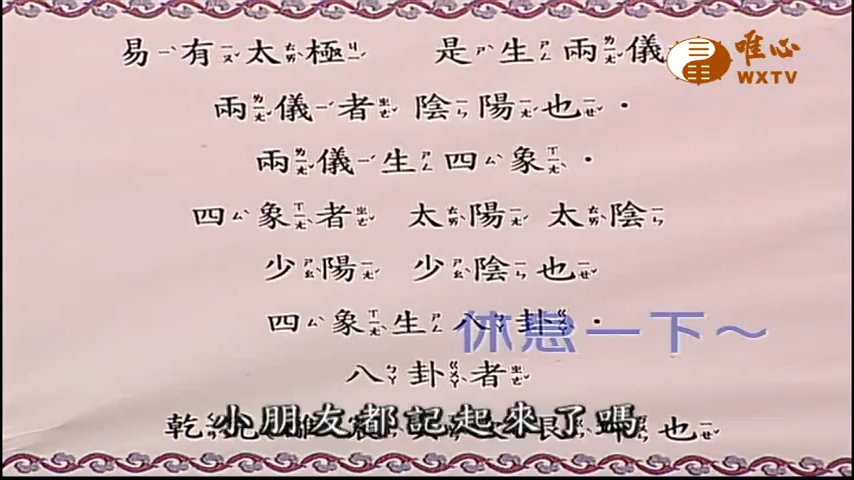 易有太極 是生兩儀
唯心
WXTV
兩儀者陰陽也．
兩儀生四象．
四象者 太陽 太陰
少陽 少陰也
四象生八卦．
休息一下～
八卦者
乾 也
小朋友都記起來了嗎